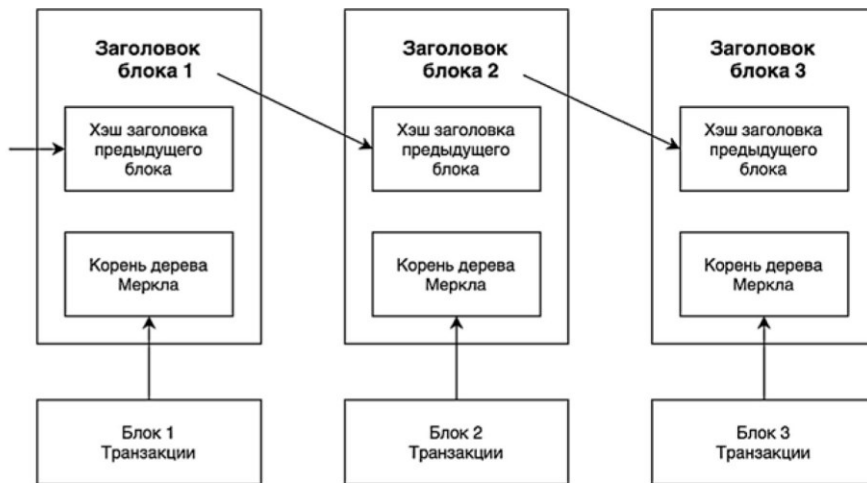 Заголовок
блока 1
Хэш заголовка
предыдущего
блока
Корень дерева
Меркла
Блок 1
Транзакции
Заголовок
блока 2
Хэш заголовка
предыдущего
блока
Корень дерева
Меркла
Блок 2
Транзакции
Заголовок
блока 3
Хэш заголовка
предыдущего
блока
Корень дерева
Меркла
Блок 3
Транзакции